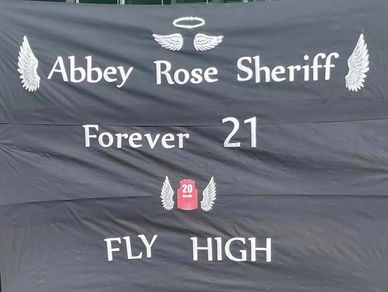 Abbey Rose Sheriff
Forever 21
20
FLY HIGH